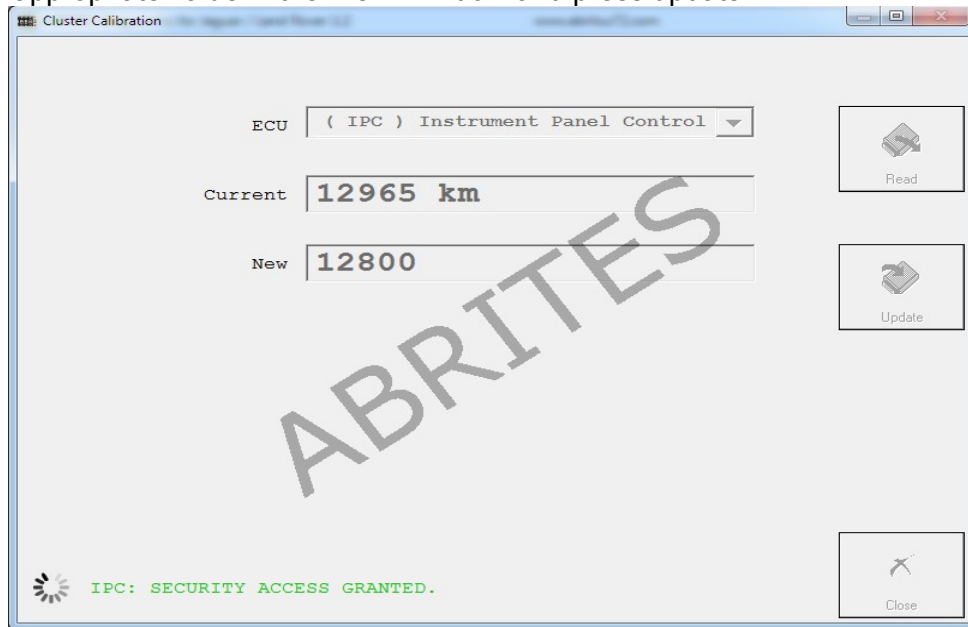 Cluster Calibration
ECU ( IPC ) Instrument Panel Control
Read
Current 12965 km
New 12800
Update
ABRITES
IPC: SECURITY ACCESS GRANTED.
Close